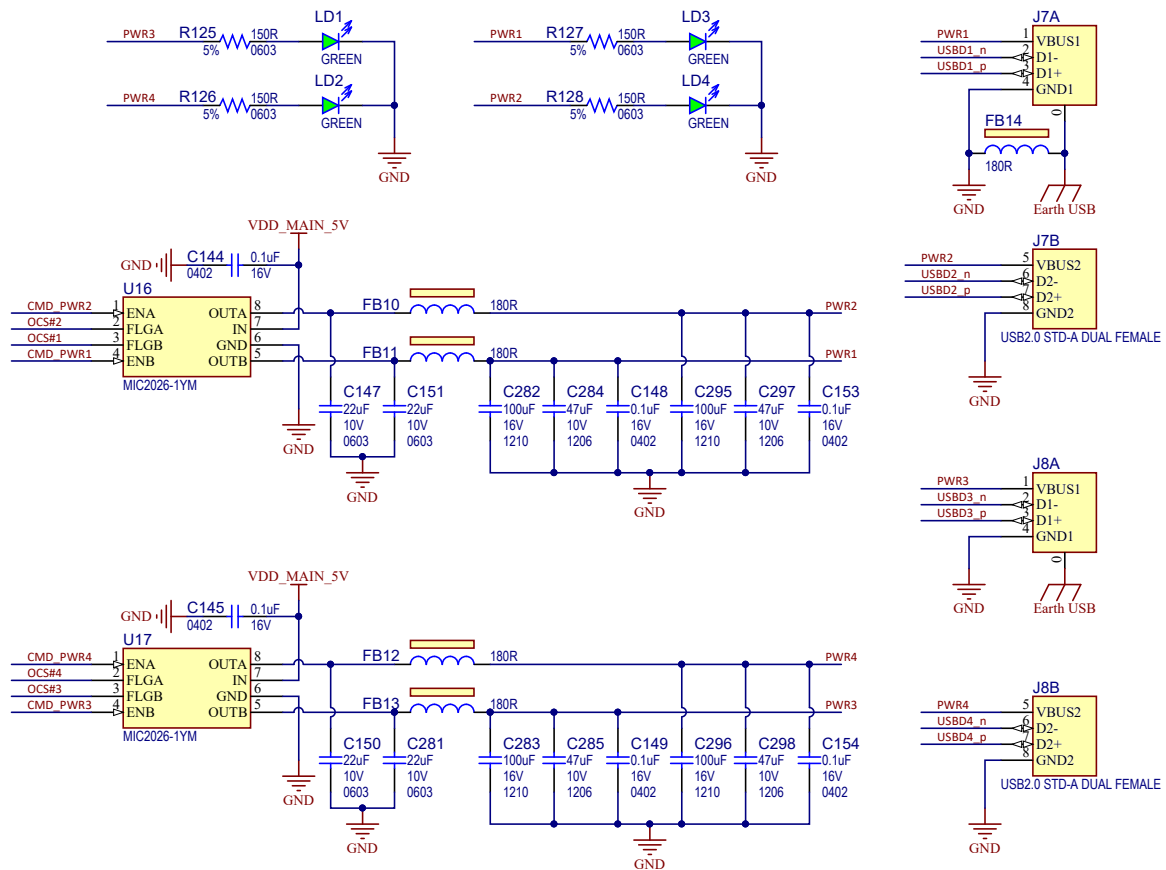 LD1
PWR3 R125 150R
5% 0603
GREEN
LD2
PWR4 R126 150R
5% 0603
GREEN
GND
LD3
PWR1 R127 150R
5% 0603
GREEN
LD4
PWR2 R128 150R
5% 0603
GREEN
GND
J7A
PWR1 1 VBUS1
USBD1_n 2 D1-
USBD1_p 3 D1+
4 GND1
0
FB14
180R
GND
Earth USB
VDD_MAIN_5V
GND C144 0.1uF
0402 16V
U16
CMD_PWR2 1 ENA OUTA 8
OCS#2 2 FLGA IN 7
OCS#1 3 FLGB GND 6
CMD_PWR1 4 ENB OUTB 5
MIC2026-1YM
GND
FB10 180R PWR2
FB11 180R PWR1
C147 C151 C282 C284 C148 C295 C297 C153
22uF 22uF 100uF 47uF 0.1uF 100uF 47uF 0.1uF
10V 10V 16V 10V 16V 16V 10V 16V
0603 0603 1210 1206 0402 1210 1206 0402
GND
GND
J7B
PWR2 5 VBUS2
USBD2_n 6 D2-
USBD2_p 7 D2+
8 GND2
USB2.0 STD-A DUAL FEMALE
GND
J8A
PWR3 1 VBUS1
USBD3_n 2 D1-
USBD3_p 3 D1+
4 GND1
0
GND
Earth USB
VDD_MAIN_5V
GND C145 0.1uF
0402 16V
U17
CMD_PWR4 1 ENA OUTA 8
OCS#4 2 FLGA IN 7
OCS#3 3 FLGB GND 6
CMD_PWR3 4 ENB OUTB 5
MIC2026-1YM
GND
FB12 180R PWR4
FB13 180R PWR3
C150 C281 C283 C285 C149 C296 C298 C154
22uF 22uF 100uF 47uF 0.1uF 100uF 47uF 0.1uF
10V 10V 16V 10V 16V 16V 10V 16V
0603 0603 1210 1206 0402 1210 1206 0402
GND
GND
J8B
PWR4 5 VBUS2
USBD4_n 6 D2-
USBD4_p 7 D2+
8 GND2
USB2.0 STD-A DUAL FEMALE
GND